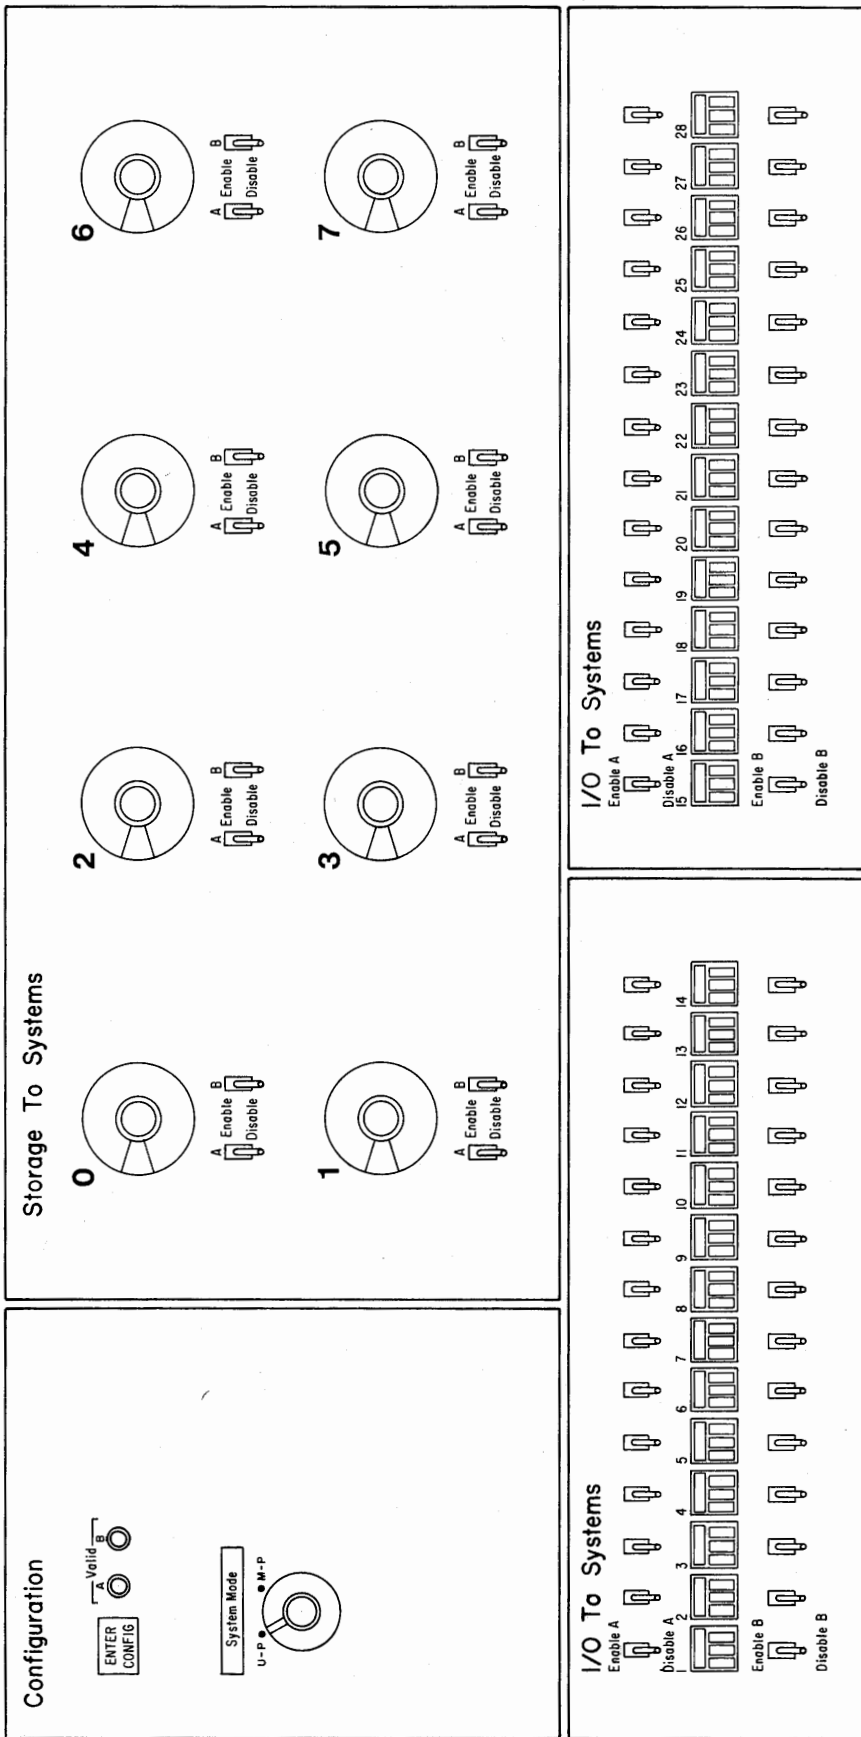 Configuration
A Valid B
ENTER
CONFIG
System Mode
U-P M-P
Storage To Systems
0
A Enable B
Disable
2
A Enable B
Disable
4
A Enable B
Disable
6
A Enable B
Disable
1
A Enable B
Disable
3
A Enable B
Disable
5
A Enable B
Disable
7
A Enable B
Disable
I/O To Systems
Enable A
Disable A
1 2 3 4 5 6 7 8 9 10 11 12 13 14
Enable B
Disable B
I/O To Systems
Enable A
Disable A
15 16 17 18 19 20 21 22 23 24 25 26 27 28
Enable B
Disable B